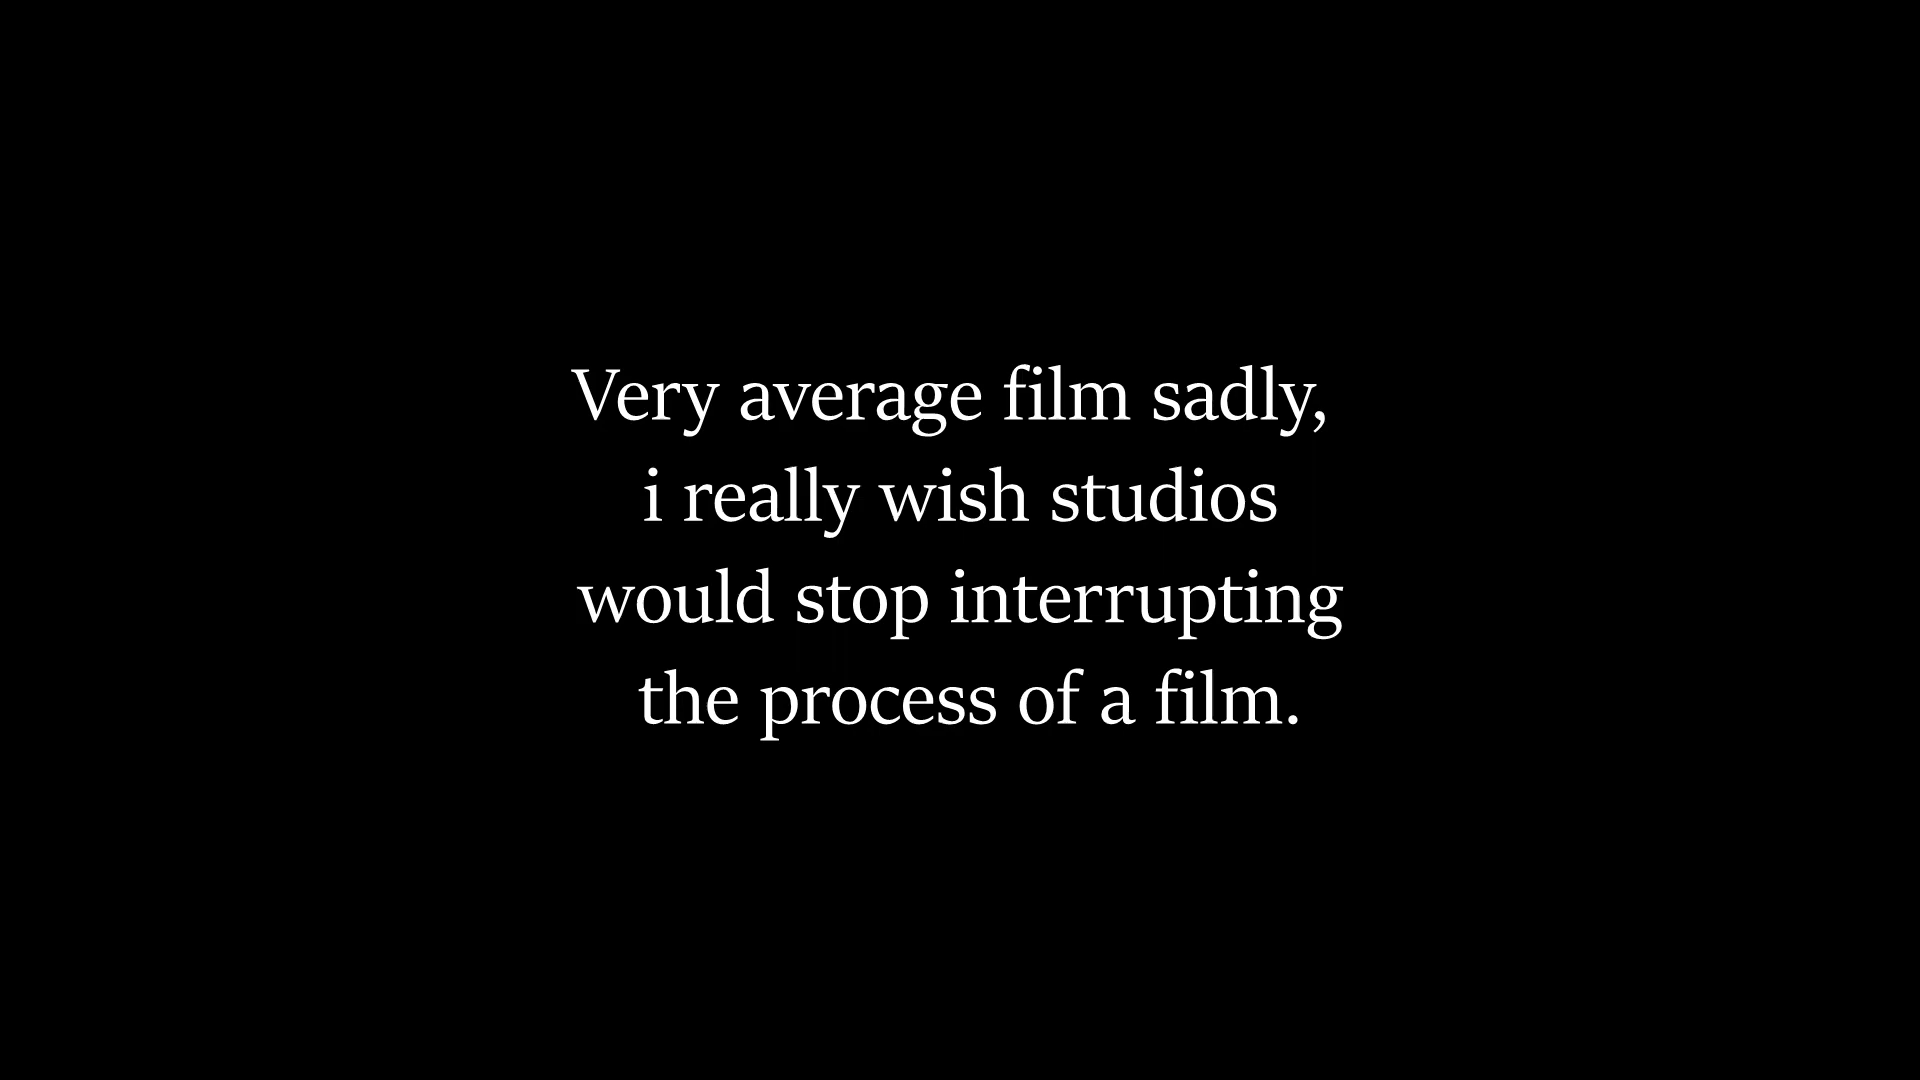 Very average film sadly,
i really wish studios
would stop interrupting
the process of a film.